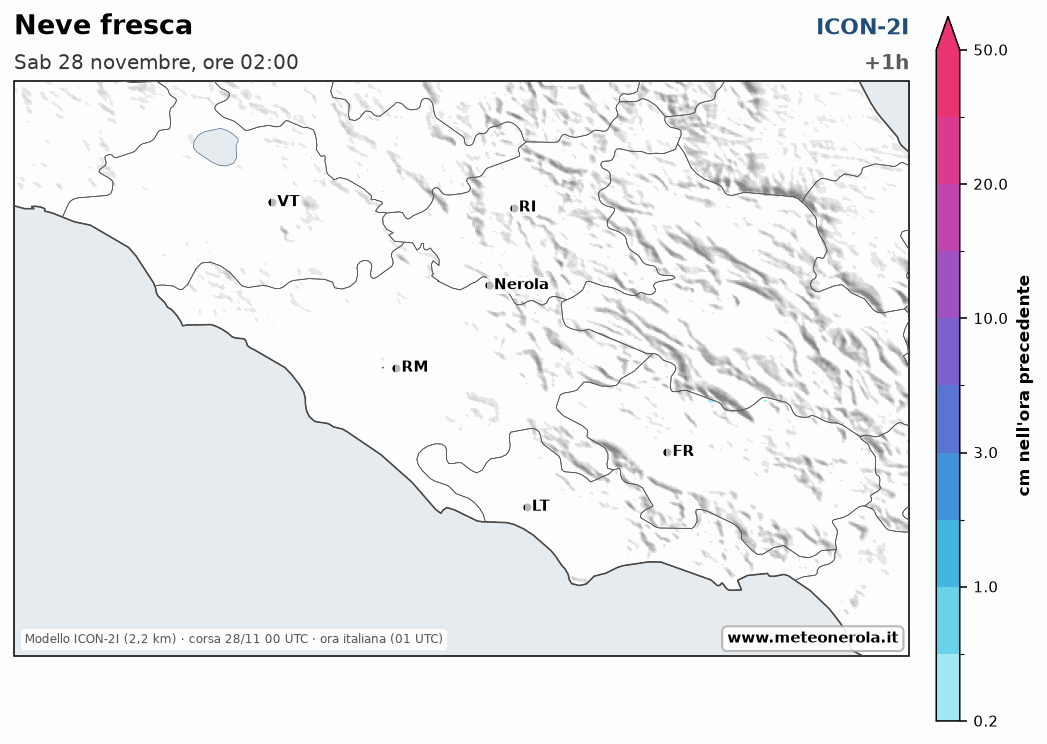 Neve fresca
ICON-2I
Sab 28 novembre, ore 02:00
+1h
VT
RI
Nerola
RM
FR
LT
Modello ICON-2I (2,2 km) · corsa 28/11 00 UTC · ora italiana (01 UTC)
www.meteonerola.it
50.0
20.0
10.0
3.0
1.0
0.2
cm nell'ora precedente